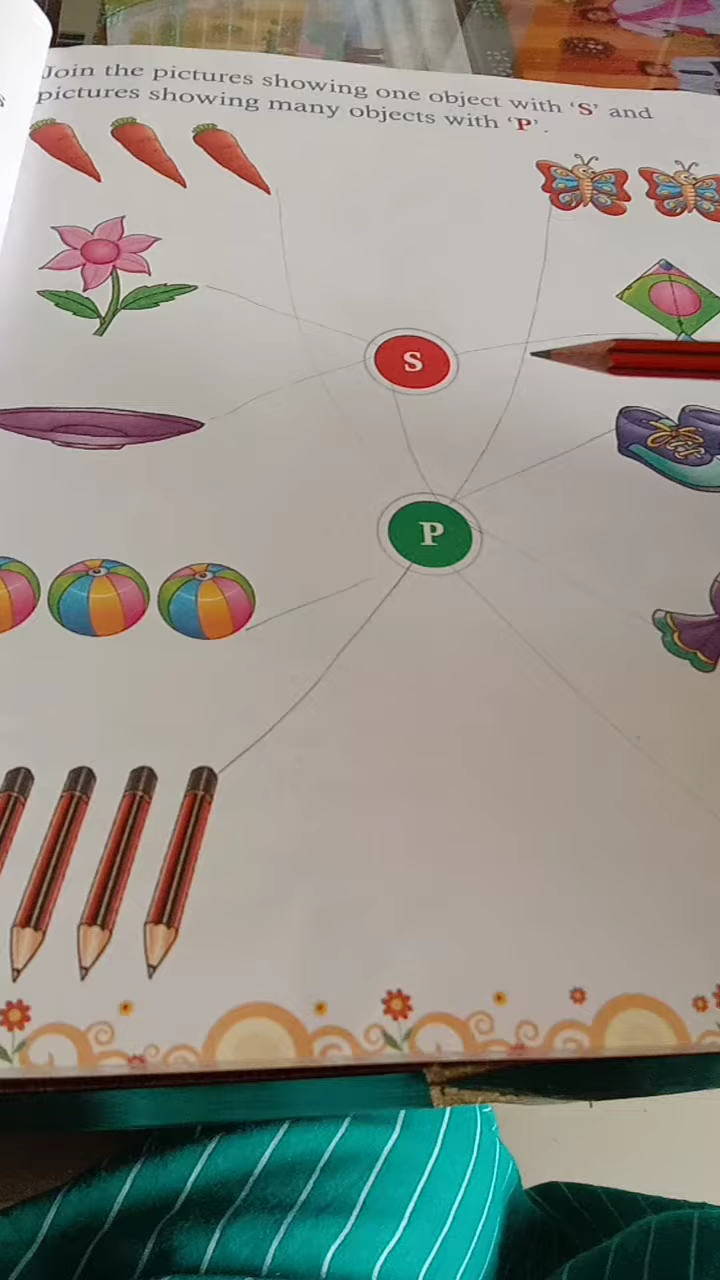 Join the pictures showing one object with ‘S’ and
pictures showing many objects with ‘P’.
S
P